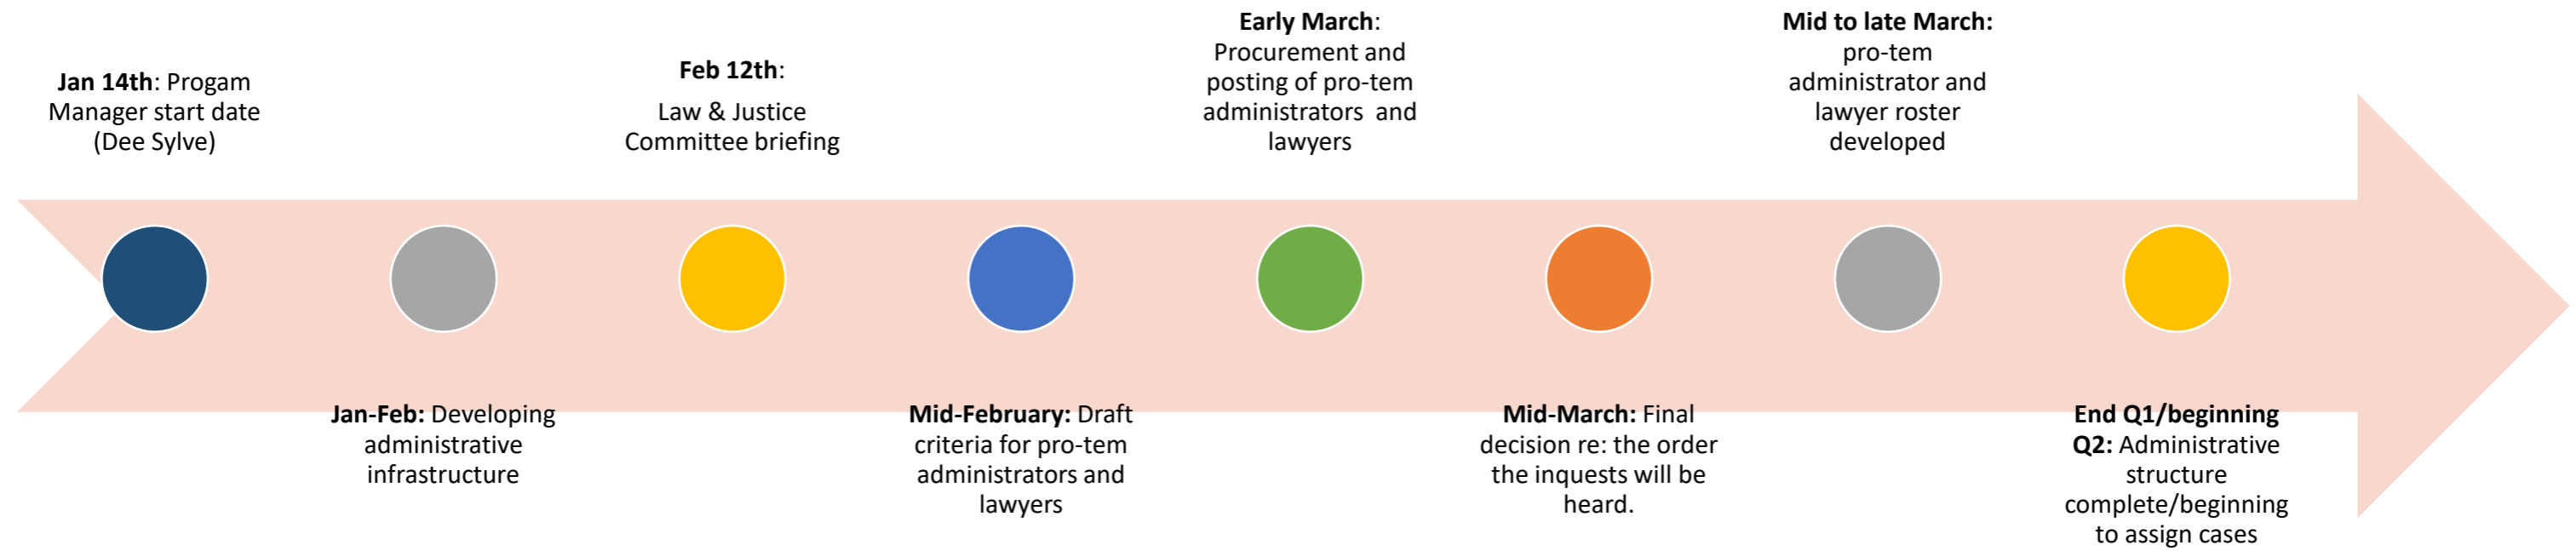 Jan 14th: Progam
Manager start date
(Dee Sylve)
Jan-Feb: Developing
administrative
infrastructure
Feb 12th:
Law & Justice
Committee briefing
Mid-February: Draft
criteria for pro-tem
administrators and
lawyers
Early March:
Procurement and
posting of pro-tem
administrators and
lawyers
Mid-March: Final
decision re: the order
the inquests will be
heard.
Mid to late March:
pro-tem
administrator and
lawyer roster
developed
End Q1/beginning
Q2: Administrative
structure
complete/beginning
to assign cases